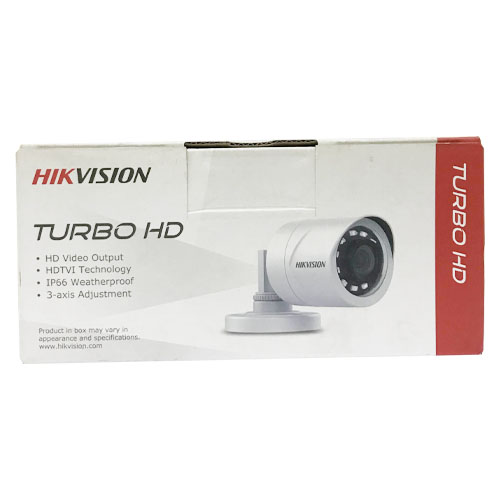 HIKVISION
TURBO HD
• HD Video Output
• HDTVI Technology
• IP66 Weatherproof
• 3-axis Adjustment
Product in box may vary in
appearance and specifications.
www.hikvision.com
HIKVISION
TURBO HD